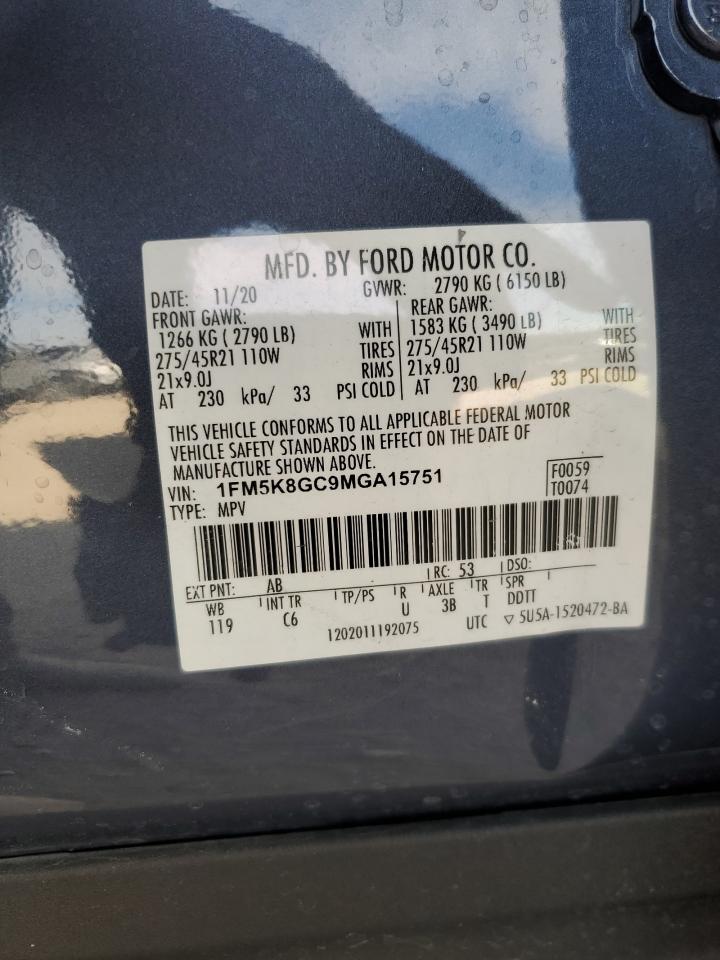 MFD. BY FORD MOTOR CO.
DATE: 11/20 GVWR: 2790 KG ( 6150 LB)
FRONT GAWR:
1266 KG ( 2790 LB) WITH
275/45R21 110W TIRES
21x9.0J RIMS
AT 230 kPa/ 33 PSI COLD
REAR GAWR:
1583 KG ( 3490 LB) WITH
275/45R21 110W TIRES
21x9.0J RIMS
AT 230 kPa/ 33 PSI COLD
THIS VEHICLE CONFORMS TO ALL APPLICABLE FEDERAL MOTOR
VEHICLE SAFETY STANDARDS IN EFFECT ON THE DATE OF
MANUFACTURE SHOWN ABOVE.
VIN: 1FM5K8GC9MGA15751 F0059
TYPE: MPV T0074
EXT PNT: AB RC: 53 DSO:
WB INT TR TP/PS R AXLE TR SPR
119 C6 U 3B T DDTT
1202011192075 UTC ▽ 5U5A-1520472-BA